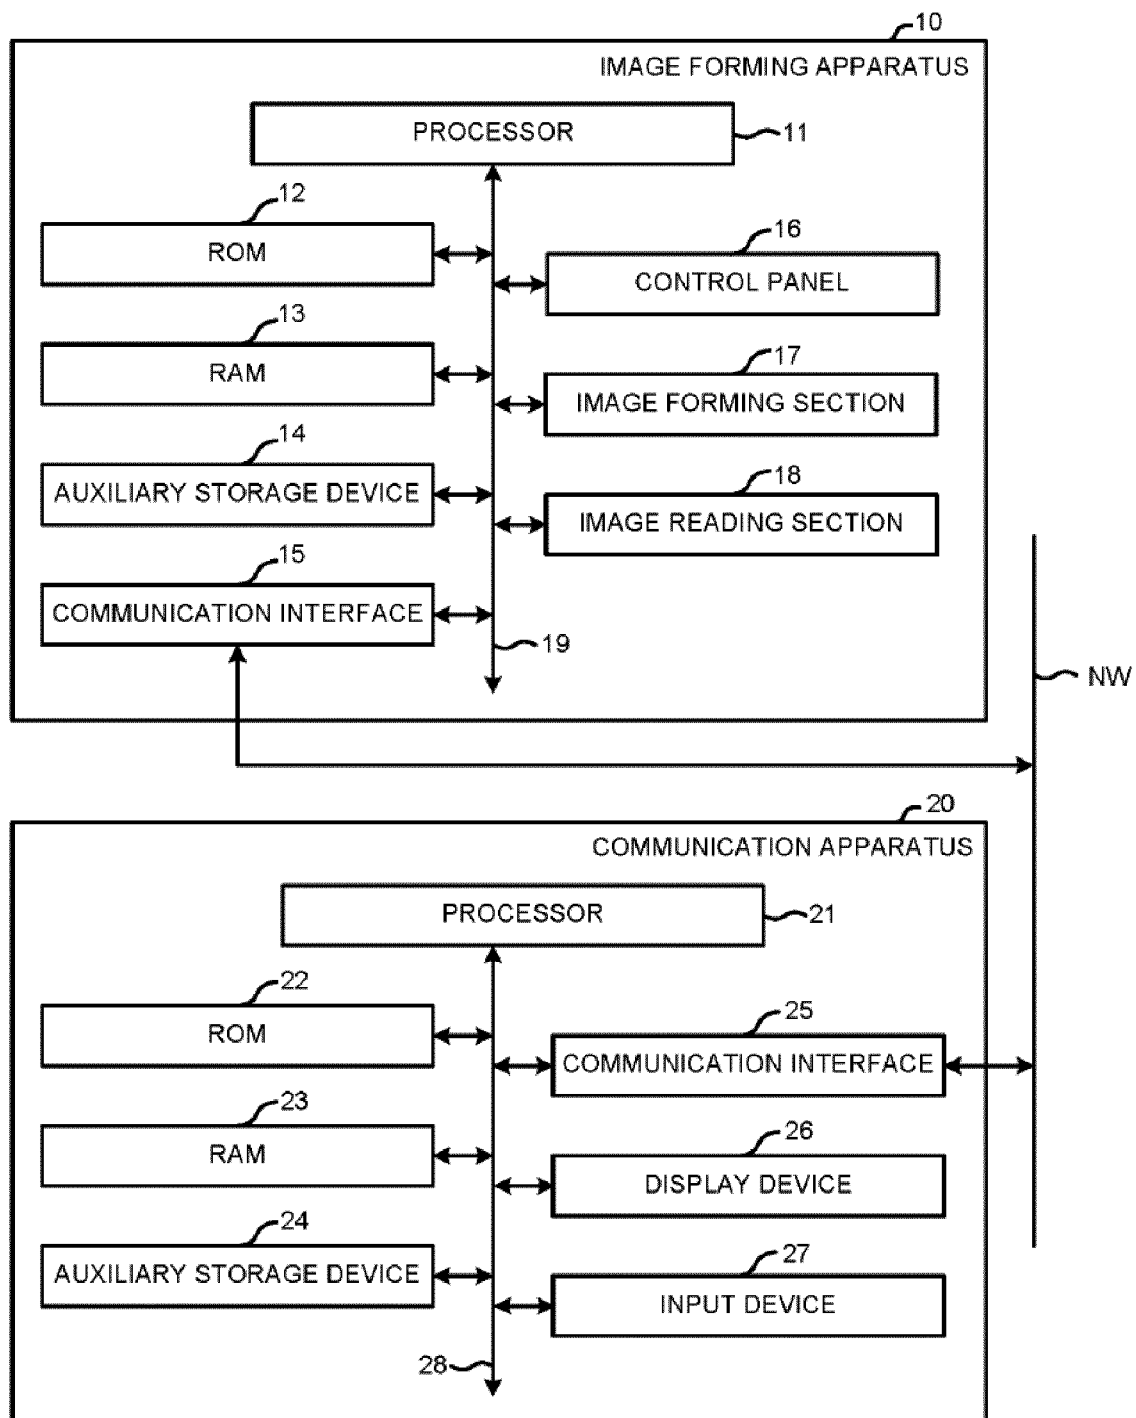 10
IMAGE FORMING APPARATUS
PROCESSOR
11
12
ROM
16
CONTROL PANEL
13
RAM
17
IMAGE FORMING SECTION
14
AUXILIARY STORAGE DEVICE
18
IMAGE READING SECTION
15
COMMUNICATION INTERFACE
19
NW
20
COMMUNICATION APPARATUS
PROCESSOR
21
22
ROM
25
COMMUNICATION INTERFACE
23
RAM
26
DISPLAY DEVICE
24
AUXILIARY STORAGE DEVICE
27
INPUT DEVICE
28